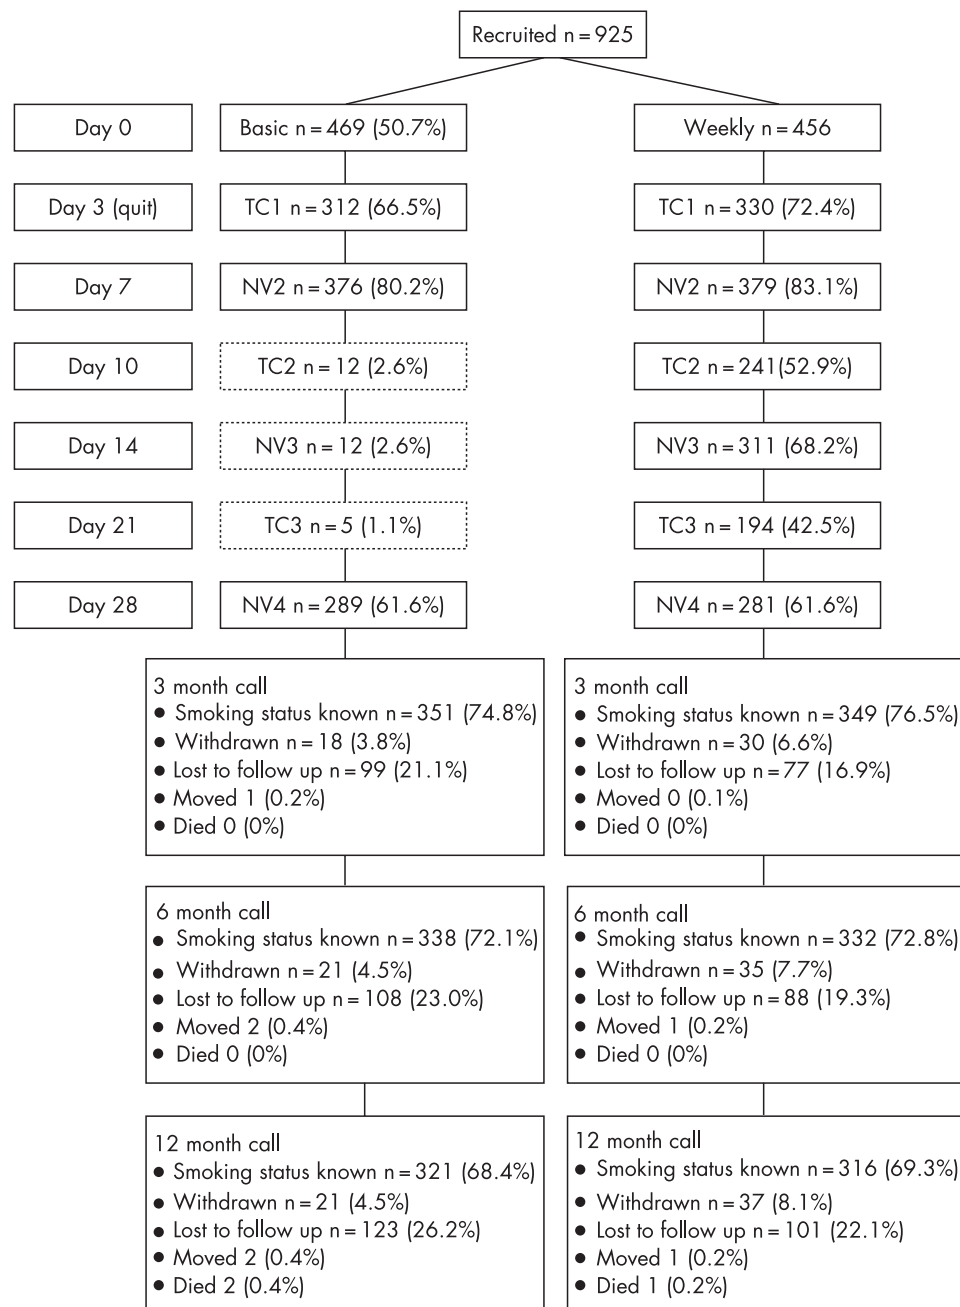 Recruited n = 925
Day 0
Basic n = 469 (50.7%)
Weekly n = 456
Day 3 (quit)
TC1 n = 312 (66.5%)
TC1 n = 330 (72.4%)
Day 7
NV2 n = 376 (80.2%)
NV2 n = 379 (83.1%)
Day 10
TC2 n = 12 (2.6%)
TC2 n = 241(52.9%)
Day 14
NV3 n = 12 (2.6%)
NV3 n = 311 (68.2%)
Day 21
TC3 n = 5 (1.1%)
TC3 n = 194 (42.5%)
Day 28
NV4 n = 289 (61.6%)
NV4 n = 281 (61.6%)
3 month call
• Smoking status known n = 351 (74.8%)
• Withdrawn n = 18 (3.8%)
• Lost to follow up n = 99 (21.1%)
• Moved 1 (0.2%)
• Died 0 (0%)
3 month call
• Smoking status known n = 349 (76.5%)
• Withdrawn n = 30 (6.6%)
• Lost to follow up n = 77 (16.9%)
• Moved 0 (0.1%)
• Died 0 (0%)
6 month call
• Smoking status known n = 338 (72.1%)
• Withdrawn n = 21 (4.5%)
• Lost to follow up n = 108 (23.0%)
• Moved 2 (0.4%)
• Died 0 (0%)
6 month call
• Smoking status known n = 332 (72.8%)
• Withdrawn n = 35 (7.7%)
• Lost to follow up n = 88 (19.3%)
• Moved 1 (0.2%)
• Died 0 (0%)
12 month call
• Smoking status known n = 321 (68.4%)
• Withdrawn n = 21 (4.5%)
• Lost to follow up n = 123 (26.2%)
• Moved 2 (0.4%)
• Died 2 (0.4%)
12 month call
• Smoking status known n = 316 (69.3%)
• Withdrawn n = 37 (8.1%)
• Lost to follow up n = 101 (22.1%)
• Moved 1 (0.2%)
• Died 1 (0.2%)